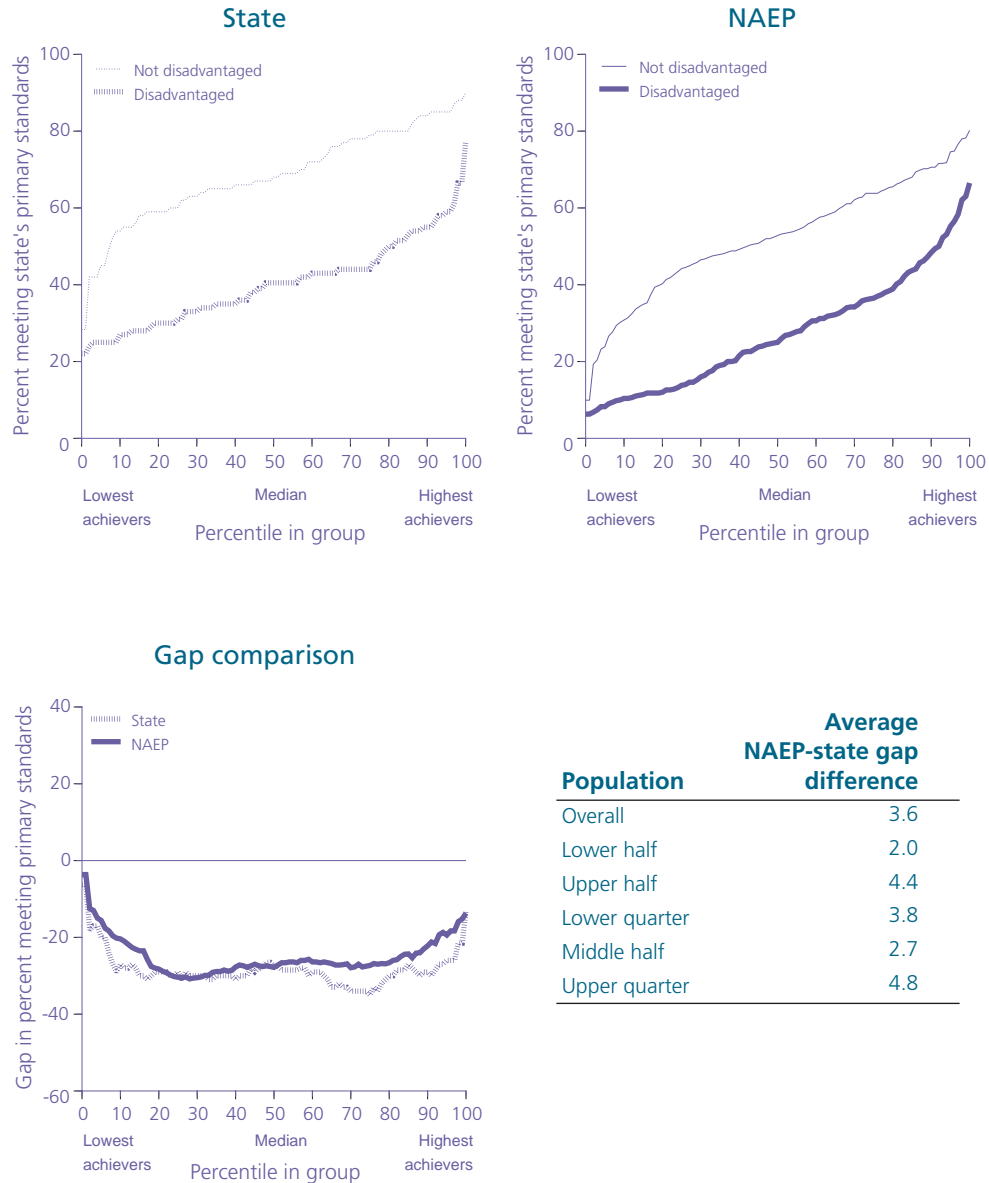 State
Percent meeting state's primary standards
100
80
60
40
20
0
Not disadvantaged
Disadvantaged
0 10 20 30 40 50 60 70 80 90 100
Lowest achievers
Median
Highest achievers
Percentile in group
NAEP
Percent meeting state's primary standards
100
80
60
40
20
0
Not disadvantaged
Disadvantaged
0 10 20 30 40 50 60 70 80 90 100
Lowest achievers
Median
Highest achievers
Percentile in group
Gap comparison
Gap in percent meeting primary standards
40
20
0
-20
-40
-60
State
NAEP
0 10 20 30 40 50 60 70 80 90 100
Lowest achievers
Median
Highest achievers
Percentile in group
Population Average NAEP-state gap difference
Overall 3.6
Lower half 2.0
Upper half 4.4
Lower quarter 3.8
Middle half 2.7
Upper quarter 4.8